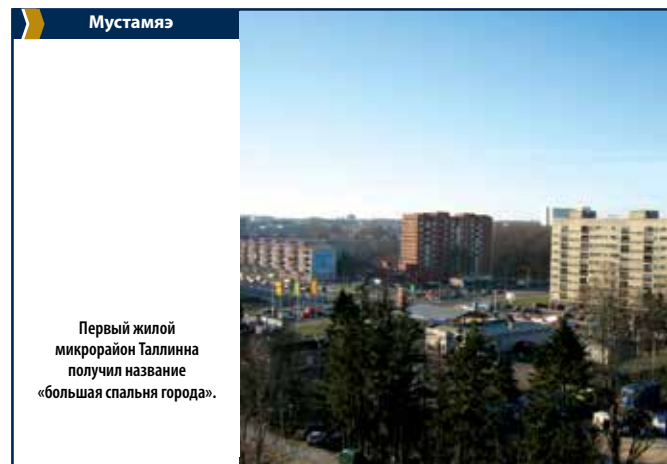 Мустамяэ
Первый жилой
микрорайон Таллинна
получил название
«большая спальня города».